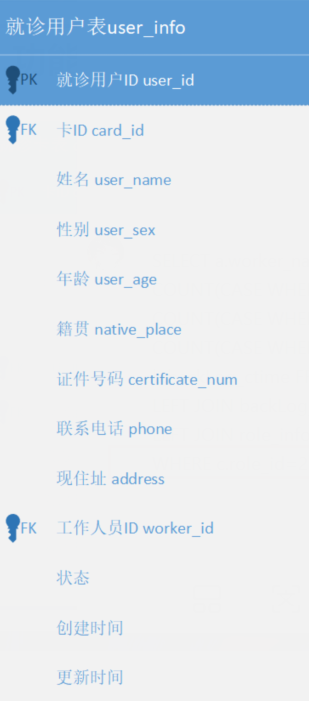 就诊用户表user_info
PK 就诊用户ID user_id
FK 卡ID card_id
姓名 user_name
性别 user_sex
年龄 user_age
籍贯 native_place
证件号码 certificate_num
联系电话 phone
现住址 address
FK 工作人员ID worker_id
状态
创建时间
更新时间